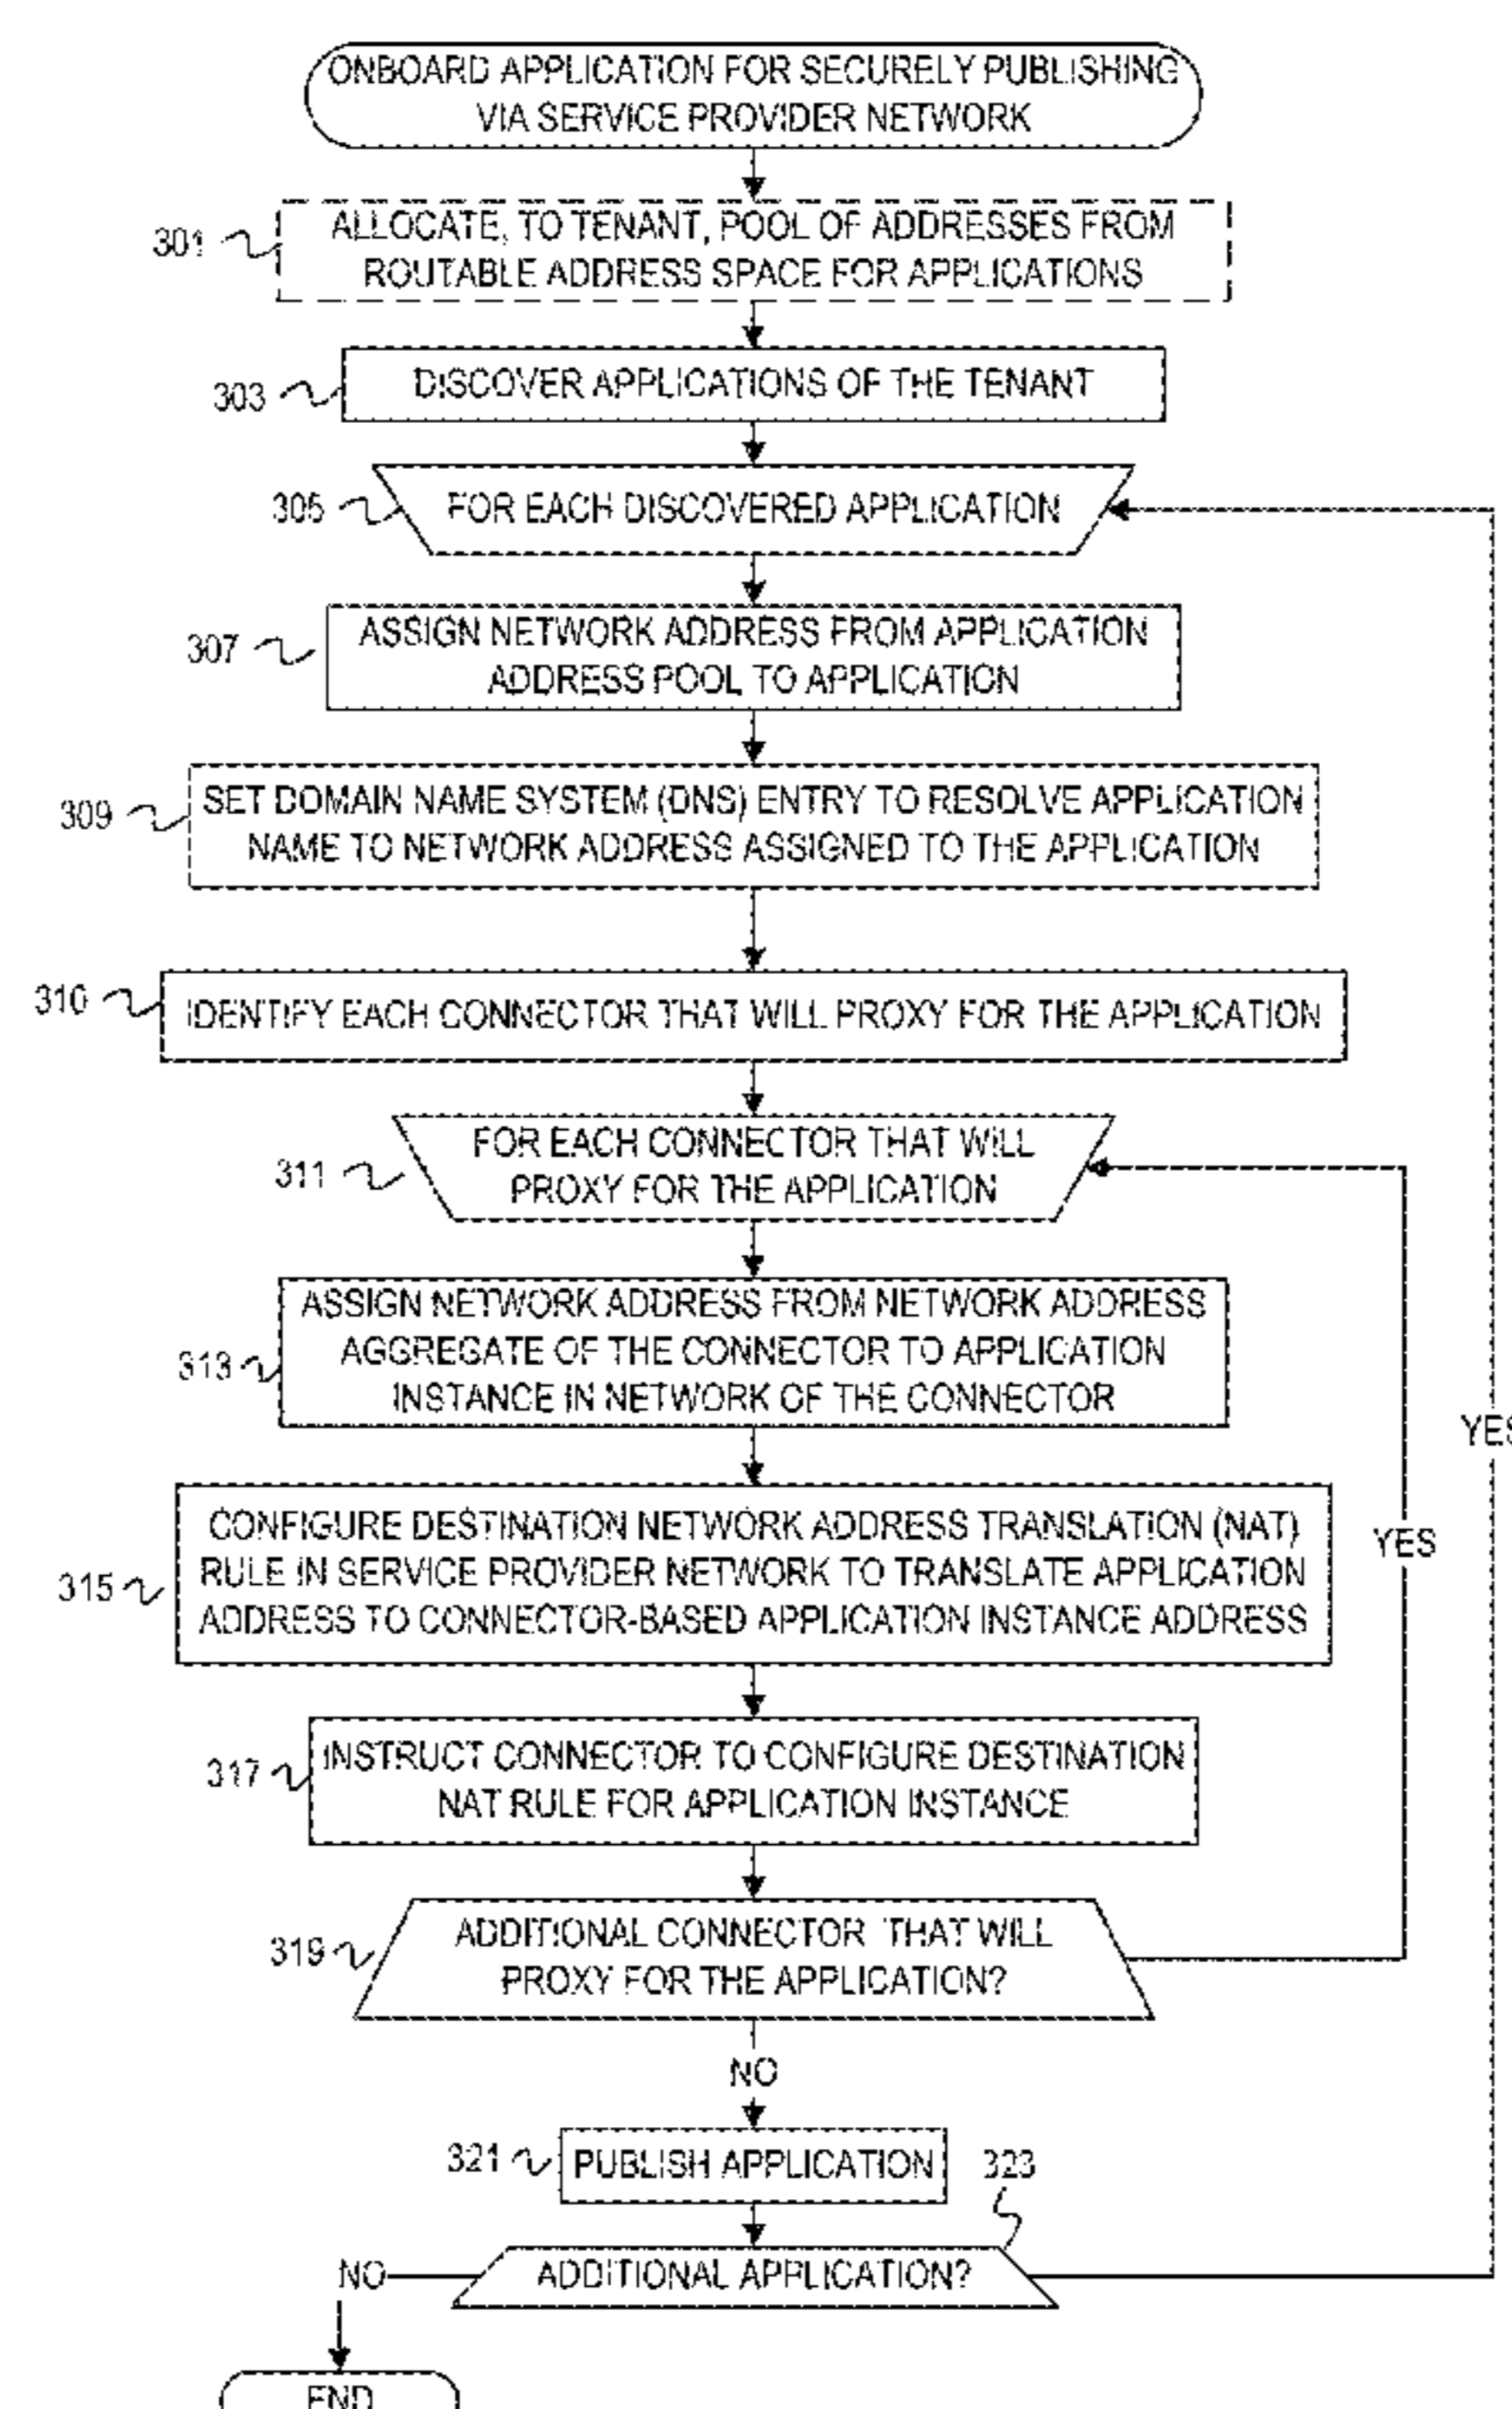 ONBOARD APPLICATION FOR SECURELY PUBLISHING
VIA SERVICE PROVIDER NETWORK
301
ALLOCATE, TO TENANT, POOL OF ADDRESSES FROM
ROUTABLE ADDRESS SPACE FOR APPLICATIONS
303
DISCOVER APPLICATIONS OF THE TENANT
305
FOR EACH DISCOVERED APPLICATION
307
ASSIGN NETWORK ADDRESS FROM APPLICATION
ADDRESS POOL TO APPLICATION
309
SET DOMAIN NAME SYSTEM (DNS) ENTRY TO RESOLVE APPLICATION
NAME TO NETWORK ADDRESS ASSIGNED TO THE APPLICATION
310
IDENTIFY EACH CONNECTOR THAT WILL PROXY FOR THE APPLICATION
311
FOR EACH CONNECTOR THAT WILL
PROXY FOR THE APPLICATION
313
ASSIGN NETWORK ADDRESS FROM NETWORK ADDRESS
AGGREGATE OF THE CONNECTOR TO APPLICATION
INSTANCE IN NETWORK OF THE CONNECTOR
YES
315
CONFIGURE DESTINATION NETWORK ADDRESS TRANSLATION (NAT)
RULE IN SERVICE PROVIDER NETWORK TO TRANSLATE APPLICATION
ADDRESS TO CONNECTOR-BASED APPLICATION INSTANCE ADDRESS
YES
317
INSTRUCT CONNECTOR TO CONFIGURE DESTINATION
NAT RULE FOR APPLICATION INSTANCE
319
ADDITIONAL CONNECTOR THAT WILL
PROXY FOR THE APPLICATION?
NO
321
PUBLISH APPLICATION
323
NO
ADDITIONAL APPLICATION?
END